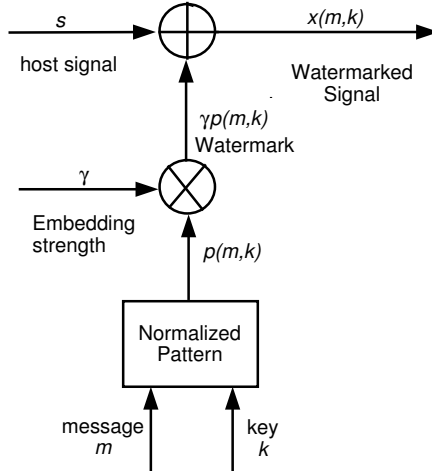 s
x(m,k)
host signal
Watermarked
Signal
γp(m,k)
Watermark
γ
Embedding
strength
p(m,k)
Normalized
Pattern
message
m
key
k